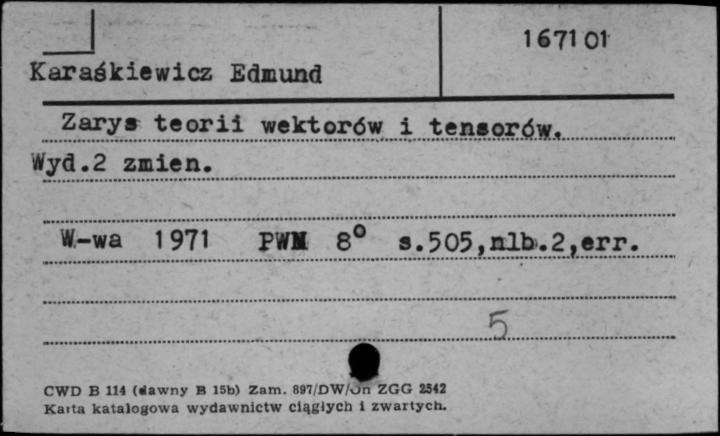 167101
Karaśkiewicz Edmund
Zarys teorii wektorów i tensorów.
Wyd.2 zmien.
W-wa 1971 PWN 8° s.505,nlb.2,err.
5
CWD B 114 (dawny B 15b) Zam. 897/DW/Dn ZGG 2542
Karta katalogowa wydawnictw ciągłych i zwartych.